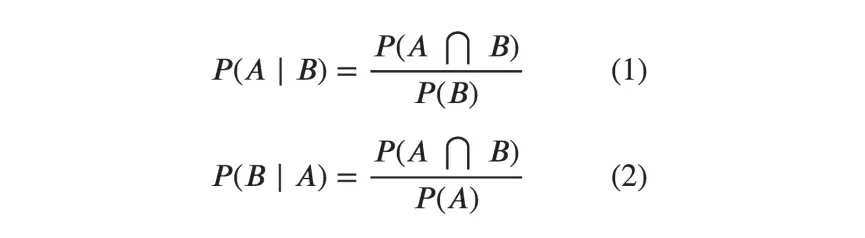 P(A | B) = P(A ⋂ B) / P(B) (1)
P(B | A) = P(A ⋂ B) / P(A) (2)